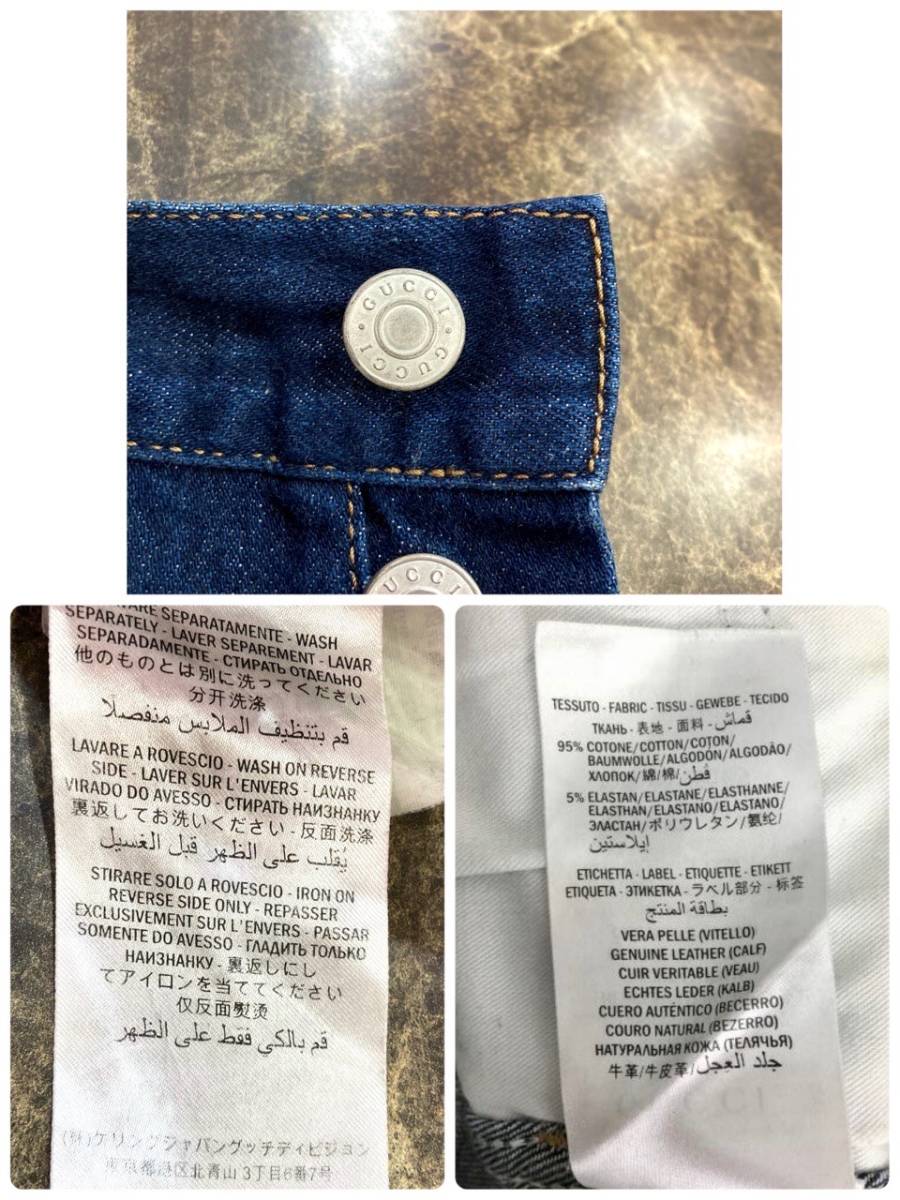 GUCCI · GUCCI ·
UCCI
ARE SEPARATAMENTE - WASH
SEPARATELY - LAVER SEPAREMENT - LAVAR
SEPARADAMENTE - СТИРАТЬ ОТДЕЛЬНО
他のものとは別に洗ってください
分开洗涤
قم بتنظيف الملابس منفصلا
LAVARE A ROVESCIO - WASH ON REVERSE
SIDE - LAVER SUR L'ENVERS - LAVAR
VIRADO DO AVESSO - СТИРАТЬ НАИЗНАНКУ
裏返してお洗いください - 反面洗涤
يُقلب على الظهر قبل الغسيل
STIRARE SOLO A ROVESCIO - IRON ON
REVERSE SIDE ONLY - REPASSER
EXCLUSIVEMENT SUR L'ENVERS - PASSAR
SOMENTE DO AVESSO - ГЛАДИТЬ ТОЛЬКО
НАИЗНАНКУ - 裏返しにし
てアイロンを当ててください
仅反面熨烫
قم بالكي فقط على الظهر
(株)ケリングジャパングッチディビジョン
東京都港区北青山3丁目6番7号
TESSUTO - FABRIC - TISSU - GEWEBE - TECIDO
ТКАНЬ - 表地 - 面料 - قماش
95% COTONE/COTTON/COTON/
BAUMWOLLE/ALGODÓN/ALGODÃO/
ХЛОПОК/綿/棉/قُطن
5% ELASTAN/ELASTANE/ELASTHANNE/
ELASTHAN/ELASTANO/ELASTANO/
ЭЛАСТАН/ポリウレタン/氨纶/
إيلاستين
ETICHETTA - LABEL - ETIQUETTE - ETIKETT
ETIQUETA - ЭТИКЕТКА - ラベル部分 - 标签
بطاقة المنتج
VERA PELLE (VITELLO)
GENUINE LEATHER (CALF)
CUIR VERITABLE (VEAU)
ECHTES LEDER (KALB)
CUERO AUTÉNTICO (BECERRO)
COURO NATURAL (BEZERRO)
НАТУРАЛЬНАЯ КОЖА (ТЕЛЯЧЬЯ)
牛革/牛皮革/جلد العِجل